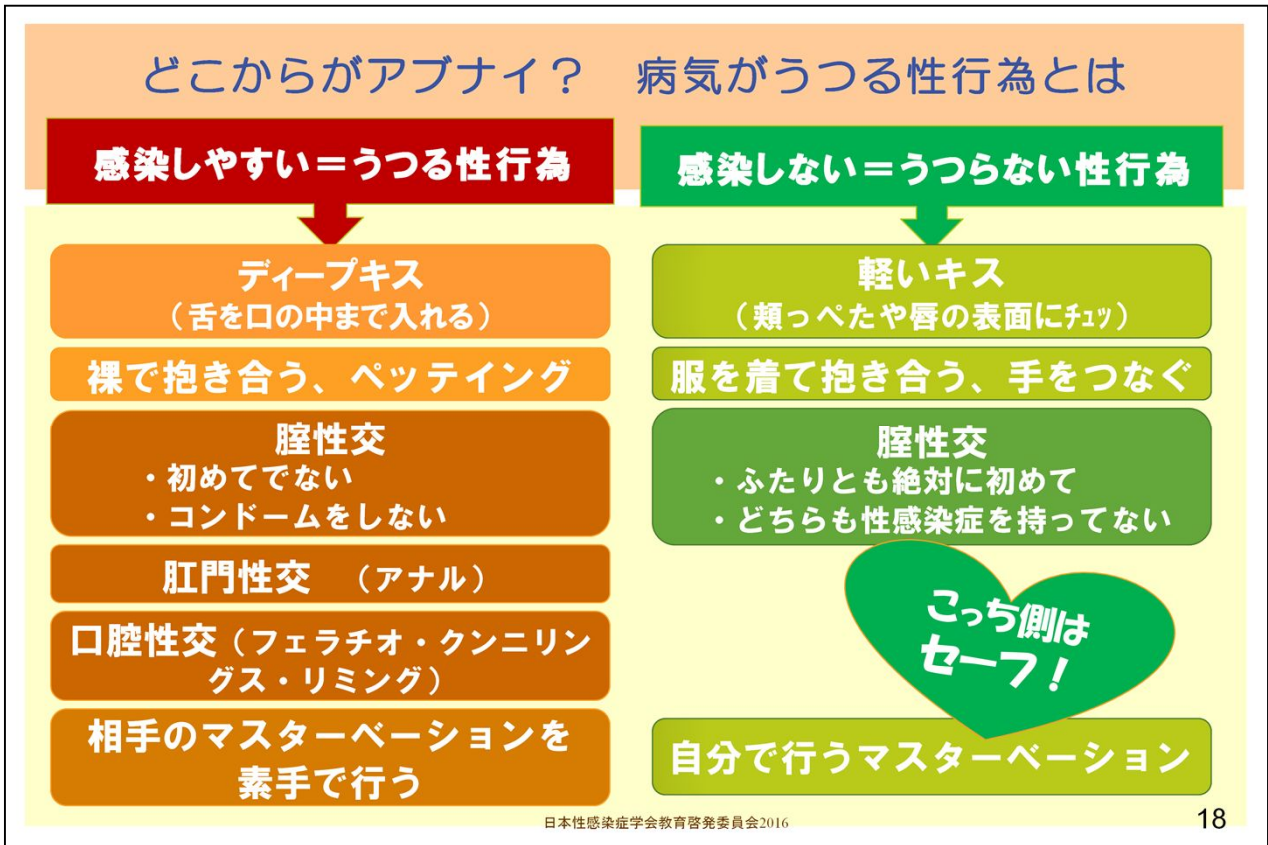 どこからがアブナイ？　病気がうつる性行為とは
感染しやすい＝うつる性行為
ディープキス
（舌を口の中まで入れる）
裸で抱き合う、ペッテイング
腟性交
・初めてでない
・コンドームをしない
肛門性交　（アナル）
口腔性交（フェラチオ・クンニリン
グス・リミング）
相手のマスターベーションを
素手で行う
感染しない＝うつらない性行為
軽いキス
（頬っぺたや唇の表面にﾁｭｯ）
服を着て抱き合う、手をつなぐ
腟性交
・ふたりとも絶対に初めて
・どちらも性感染症を持ってない
こっち側は
セーフ！
自分で行うマスターベーション
日本性感染症学会教育啓発委員会2016
18